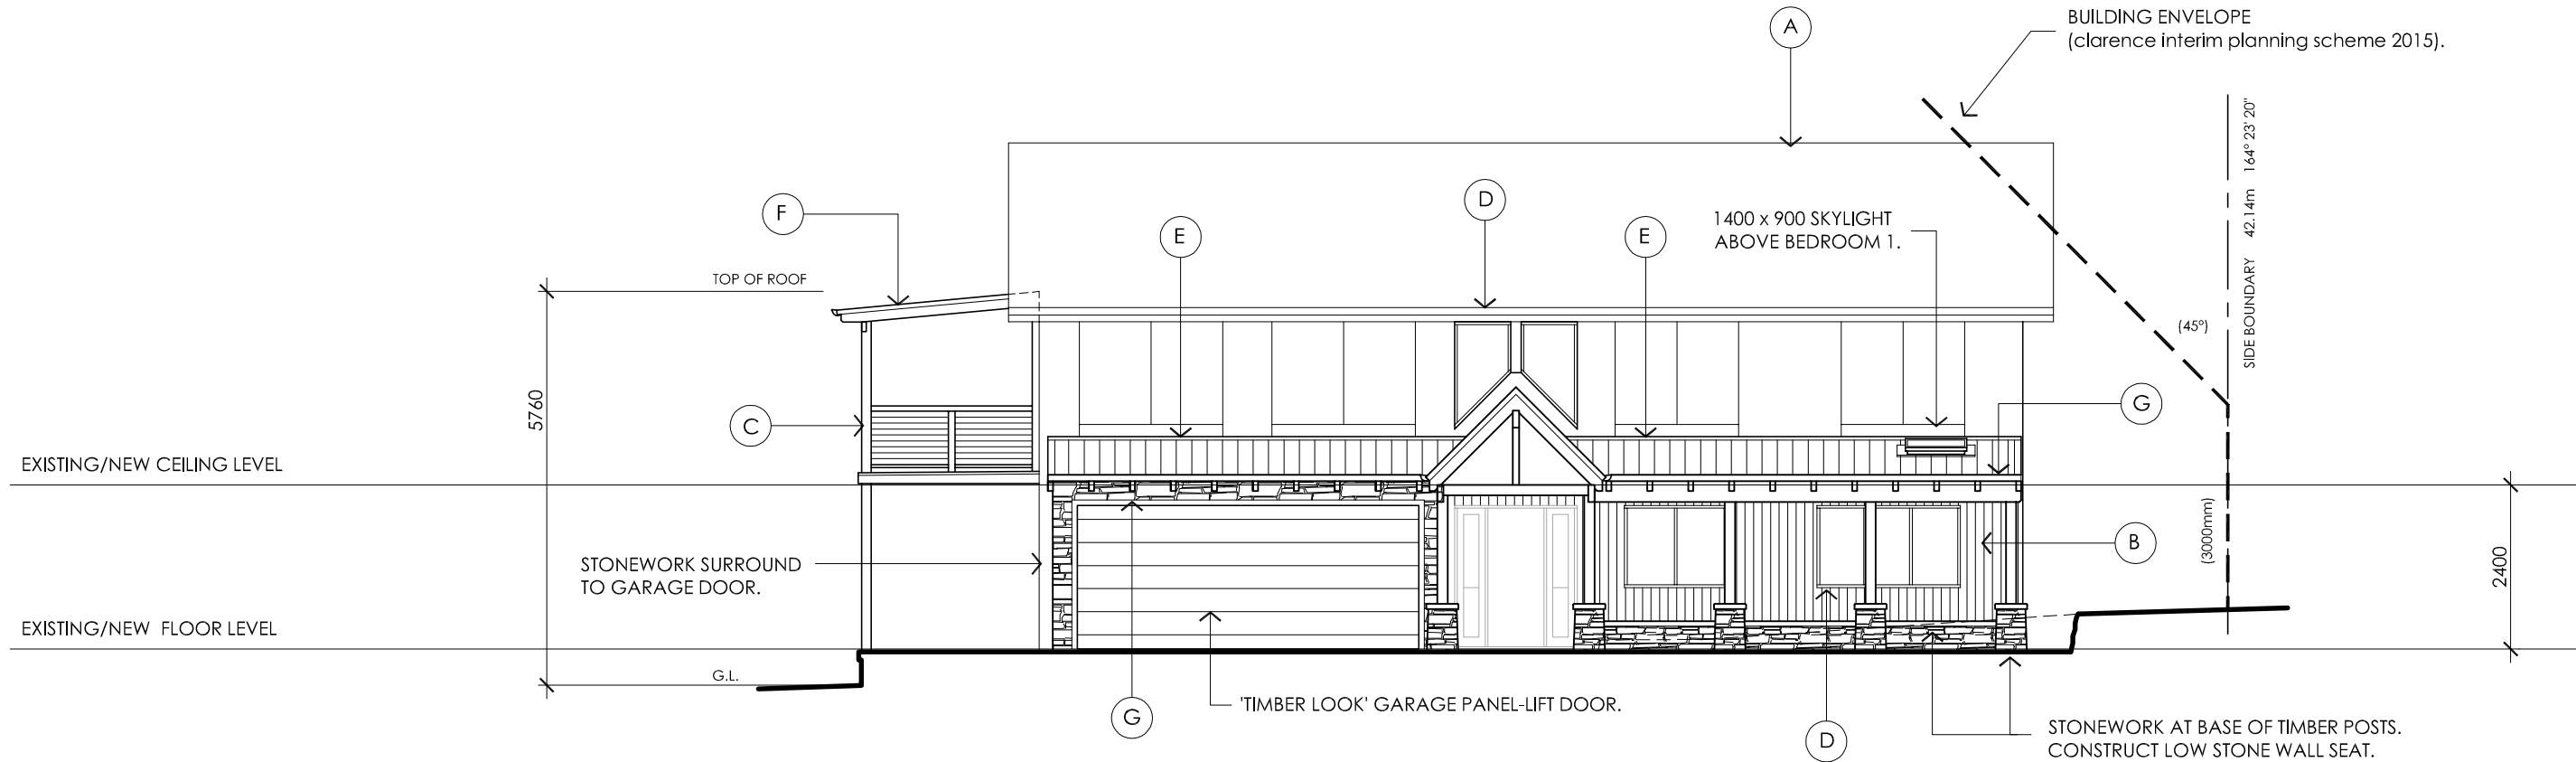 A
BUILDING ENVELOPE
(clarence interim planning scheme 2015).
SIDE BOUNDARY 42.14m 164° 23' 20"
F
D
E
E
1400 x 900 SKYLIGHT
ABOVE BEDROOM 1.
TOP OF ROOF
(45°)
5760
C
G
EXISTING/NEW CEILING LEVEL
STONEWORK SURROUND
TO GARAGE DOOR.
B
(3000mm)
2400
EXISTING/NEW FLOOR LEVEL
G.L.
'TIMBER LOOK' GARAGE PANEL-LIFT DOOR.
G
D
STONEWORK AT BASE OF TIMBER POSTS.
CONSTRUCT LOW STONE WALL SEAT.